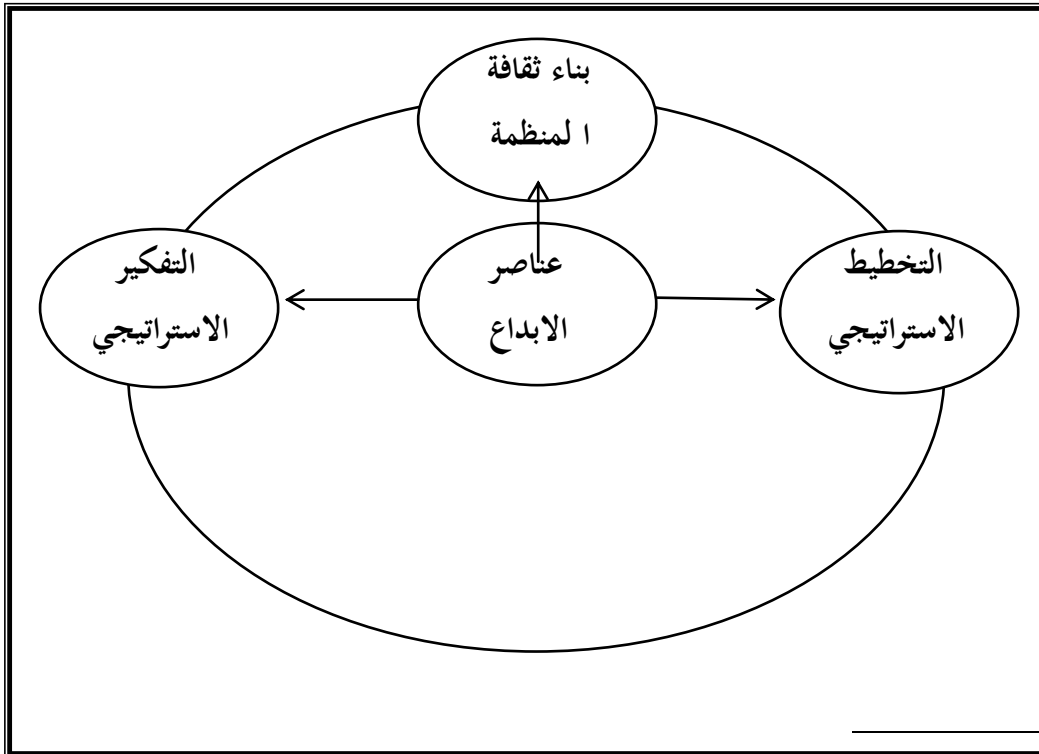 بناء ثقافة
ا لمنظمة
التخطيط
الاستراتيجي
عناصر
الابداع
التفكير
الاستراتيجي